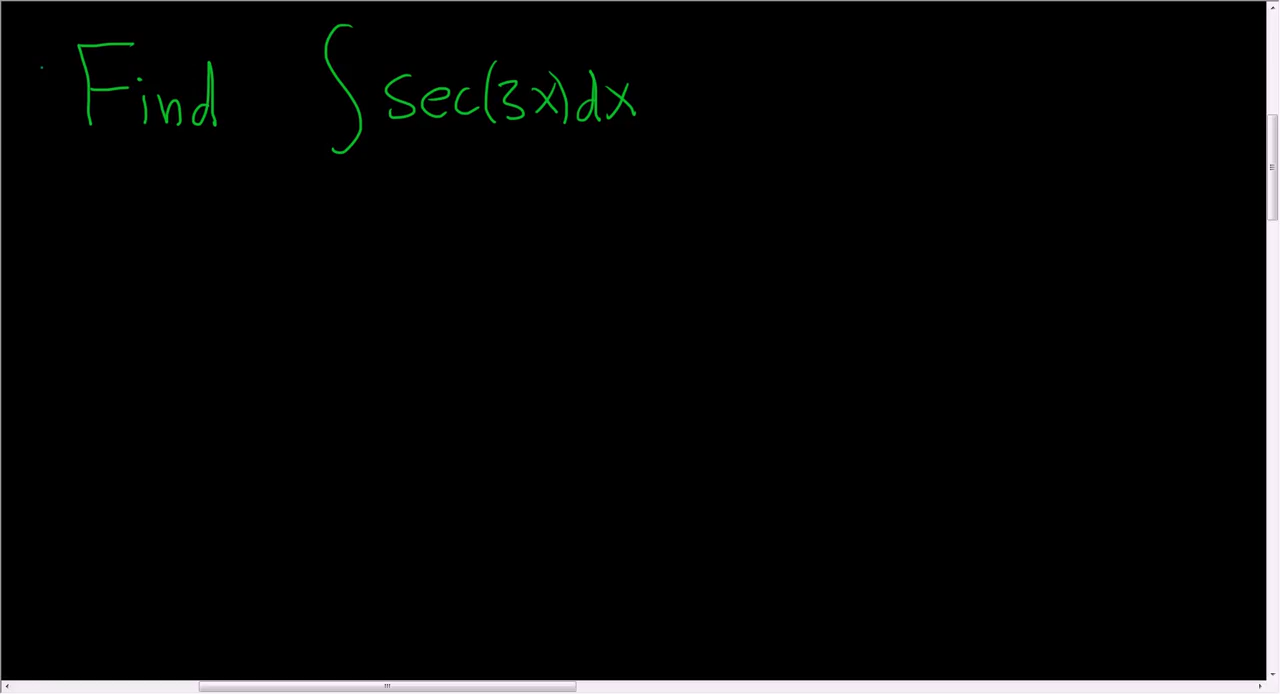 Find ∫ sec(3x)dx